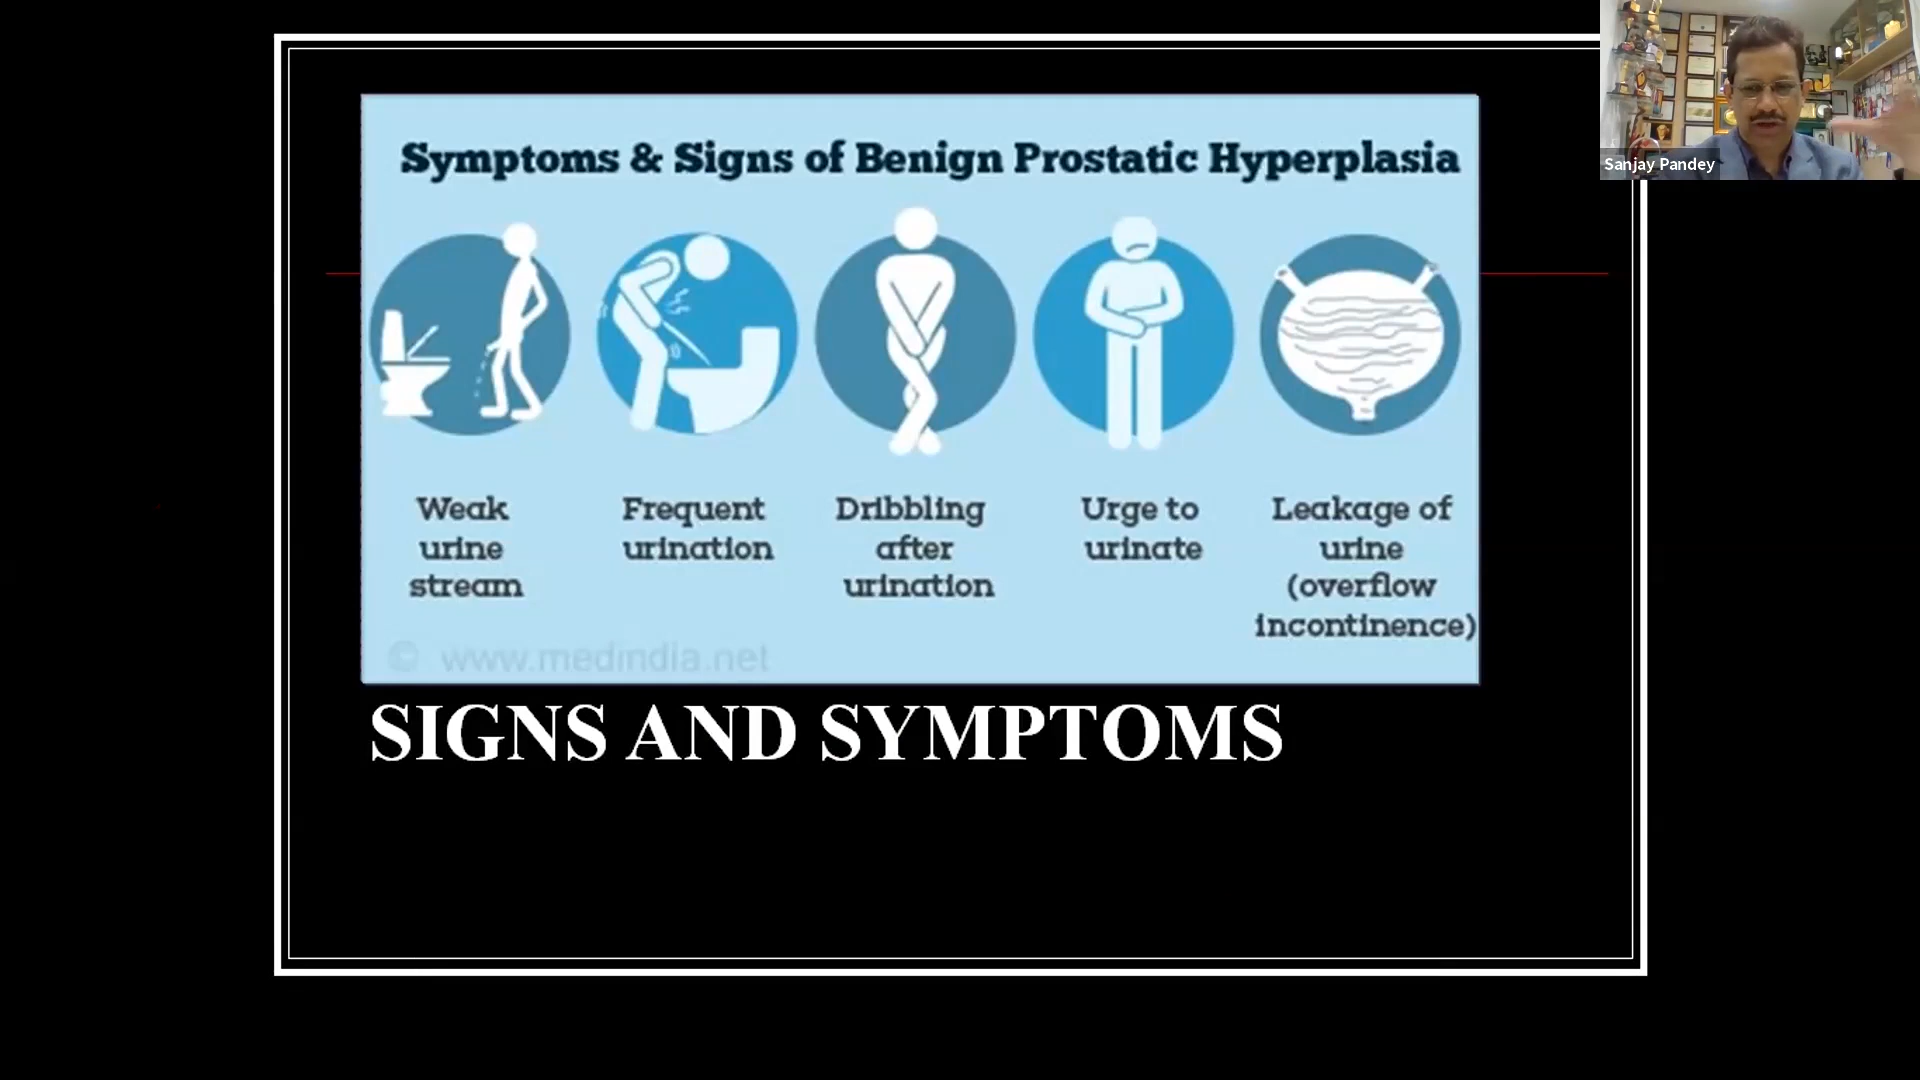 Sanjay Pandey
Symptoms & Signs of Benign Prostatic Hyperplasia
Weak
urine
stream
Frequent
urination
Dribbling
after
urination
Urge to
urinate
Leakage of
urine
(overflow
incontinence)
© www.medindia.net
SIGNS AND SYMPTOMS